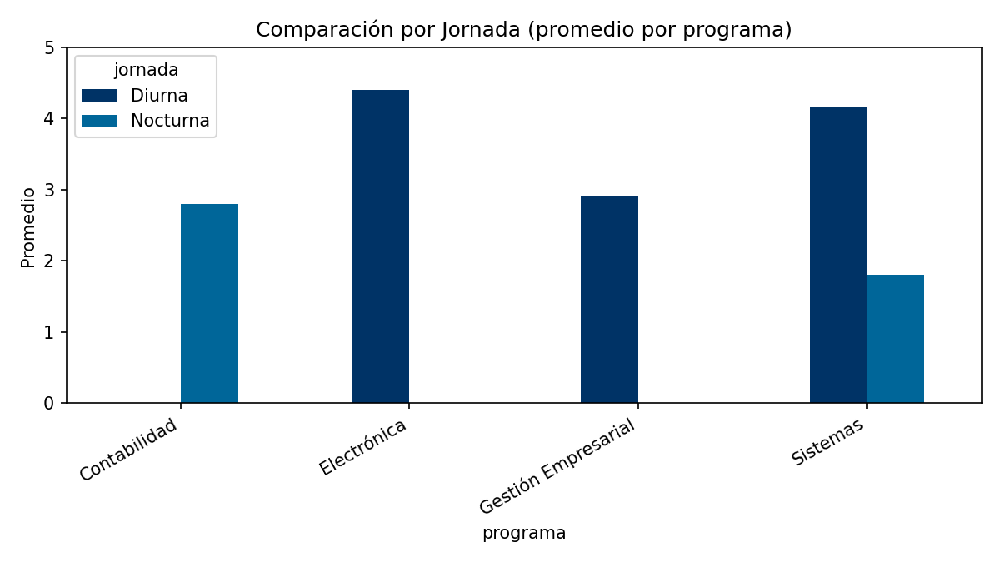 Comparación por Jornada (promedio por programa)
jornada
Diurna
Nocturna
Promedio
5
4
3
2
1
0
Contabilidad
Electrónica
Gestión Empresarial
Sistemas
programa